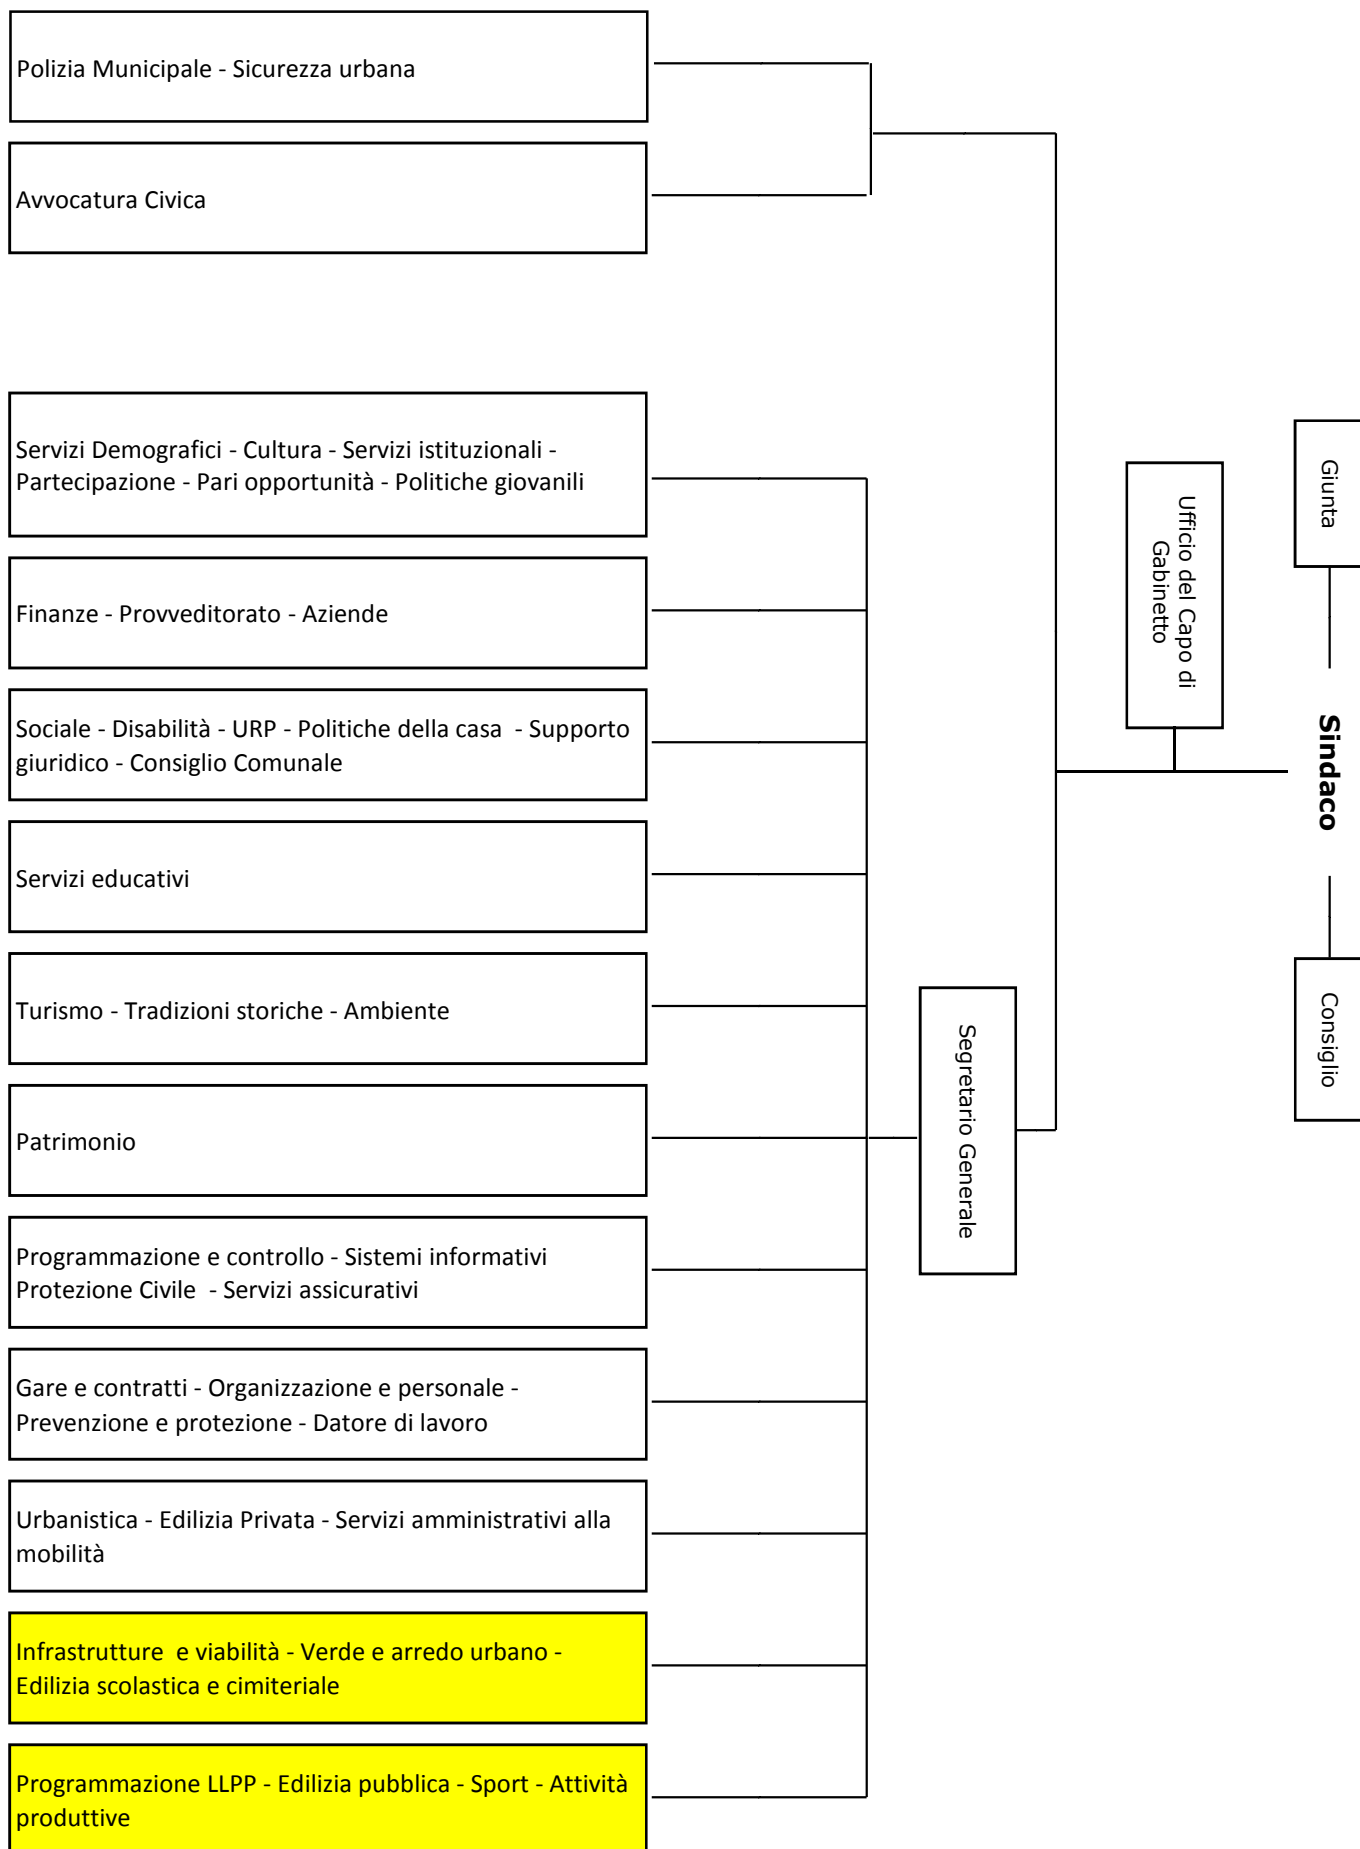 Polizia Municipale - Sicurezza urbana
Avvocatura Civica
Servizi Demografici - Cultura - Servizi istituzionali -
Partecipazione - Pari opportunità - Politiche giovanili
Finanze - Provveditorato - Aziende
Sociale - Disabilità - URP - Politiche della casa  - Supporto
giuridico - Consiglio Comunale
Servizi educativi
Turismo - Tradizioni storiche - Ambiente
Patrimonio
Programmazione e controllo - Sistemi informativi
Protezione Civile  - Servizi assicurativi
Gare e contratti - Organizzazione e personale -
Prevenzione e protezione - Datore di lavoro
Urbanistica - Edilizia Privata - Servizi amministrativi alla
mobilità
Infrastrutture  e viabilità - Verde e arredo urbano -
Edilizia scolastica e cimiteriale
Programmazione LLPP - Edilizia pubblica - Sport - Attività
produttive
Segretario Generale
Ufficio del Capo di
Gabinetto
Giunta
Sindaco
Consiglio